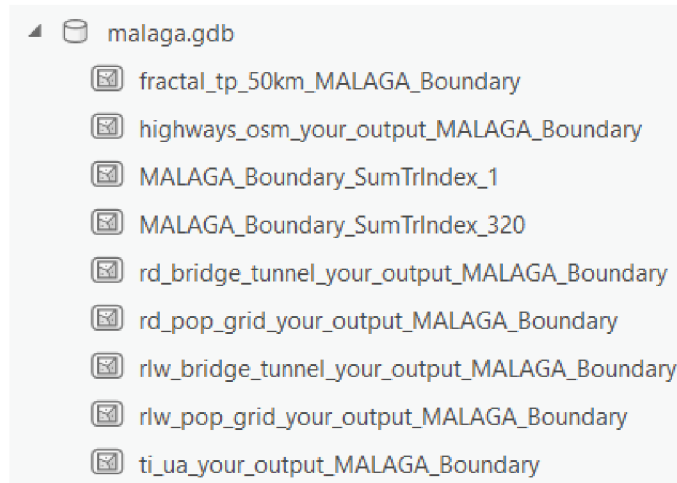 malaga.gdb
fractal_tp_50km_MALAGA_Boundary
highways_osm_your_output_MALAGA_Boundary
MALAGA_Boundary_SumTrIndex_1
MALAGA_Boundary_SumTrIndex_320
rd_bridge_tunnel_your_output_MALAGA_Boundary
rd_pop_grid_your_output_MALAGA_Boundary
rlw_bridge_tunnel_your_output_MALAGA_Boundary
rlw_pop_grid_your_output_MALAGA_Boundary
ti_ua_your_output_MALAGA_Boundary